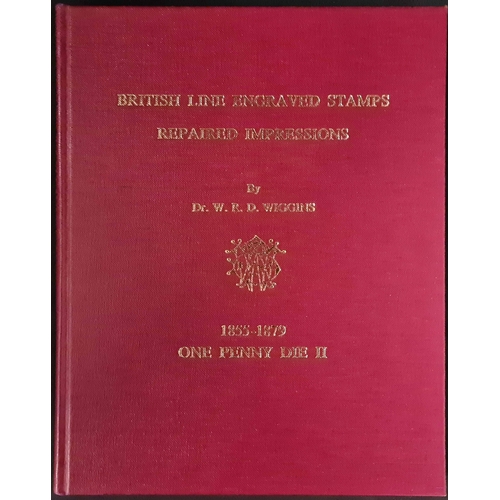 BRITISH LINE ENGRAVED STAMPS
REPAIRED IMPRESSIONS
By
Dr. W. R. D. WIGGINS
1855-1879
ONE PENNY DIE II